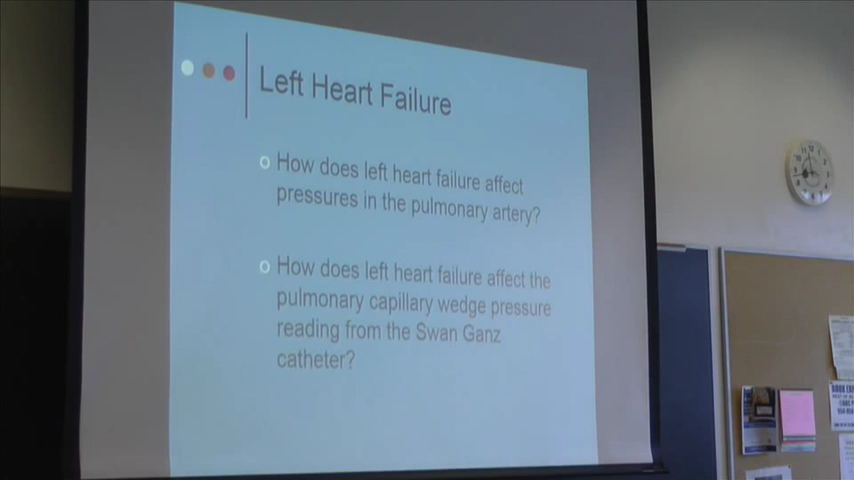 Left Heart Failure
How does left heart failure affect
pressures in the pulmonary artery?
How does left heart failure affect the
pulmonary capillary wedge pressure
reading from the Swan Ganz
catheter?